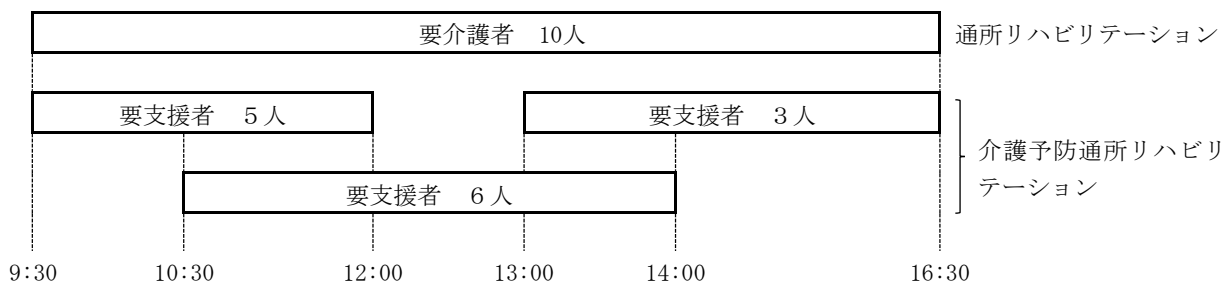 要介護者　10人
通所リハビリテーション
要支援者　５人
要支援者　３人
介護予防通所リハビリ
テーション
要支援者　６人
9:30
10:30
12:00
13:00
14:00
16:30